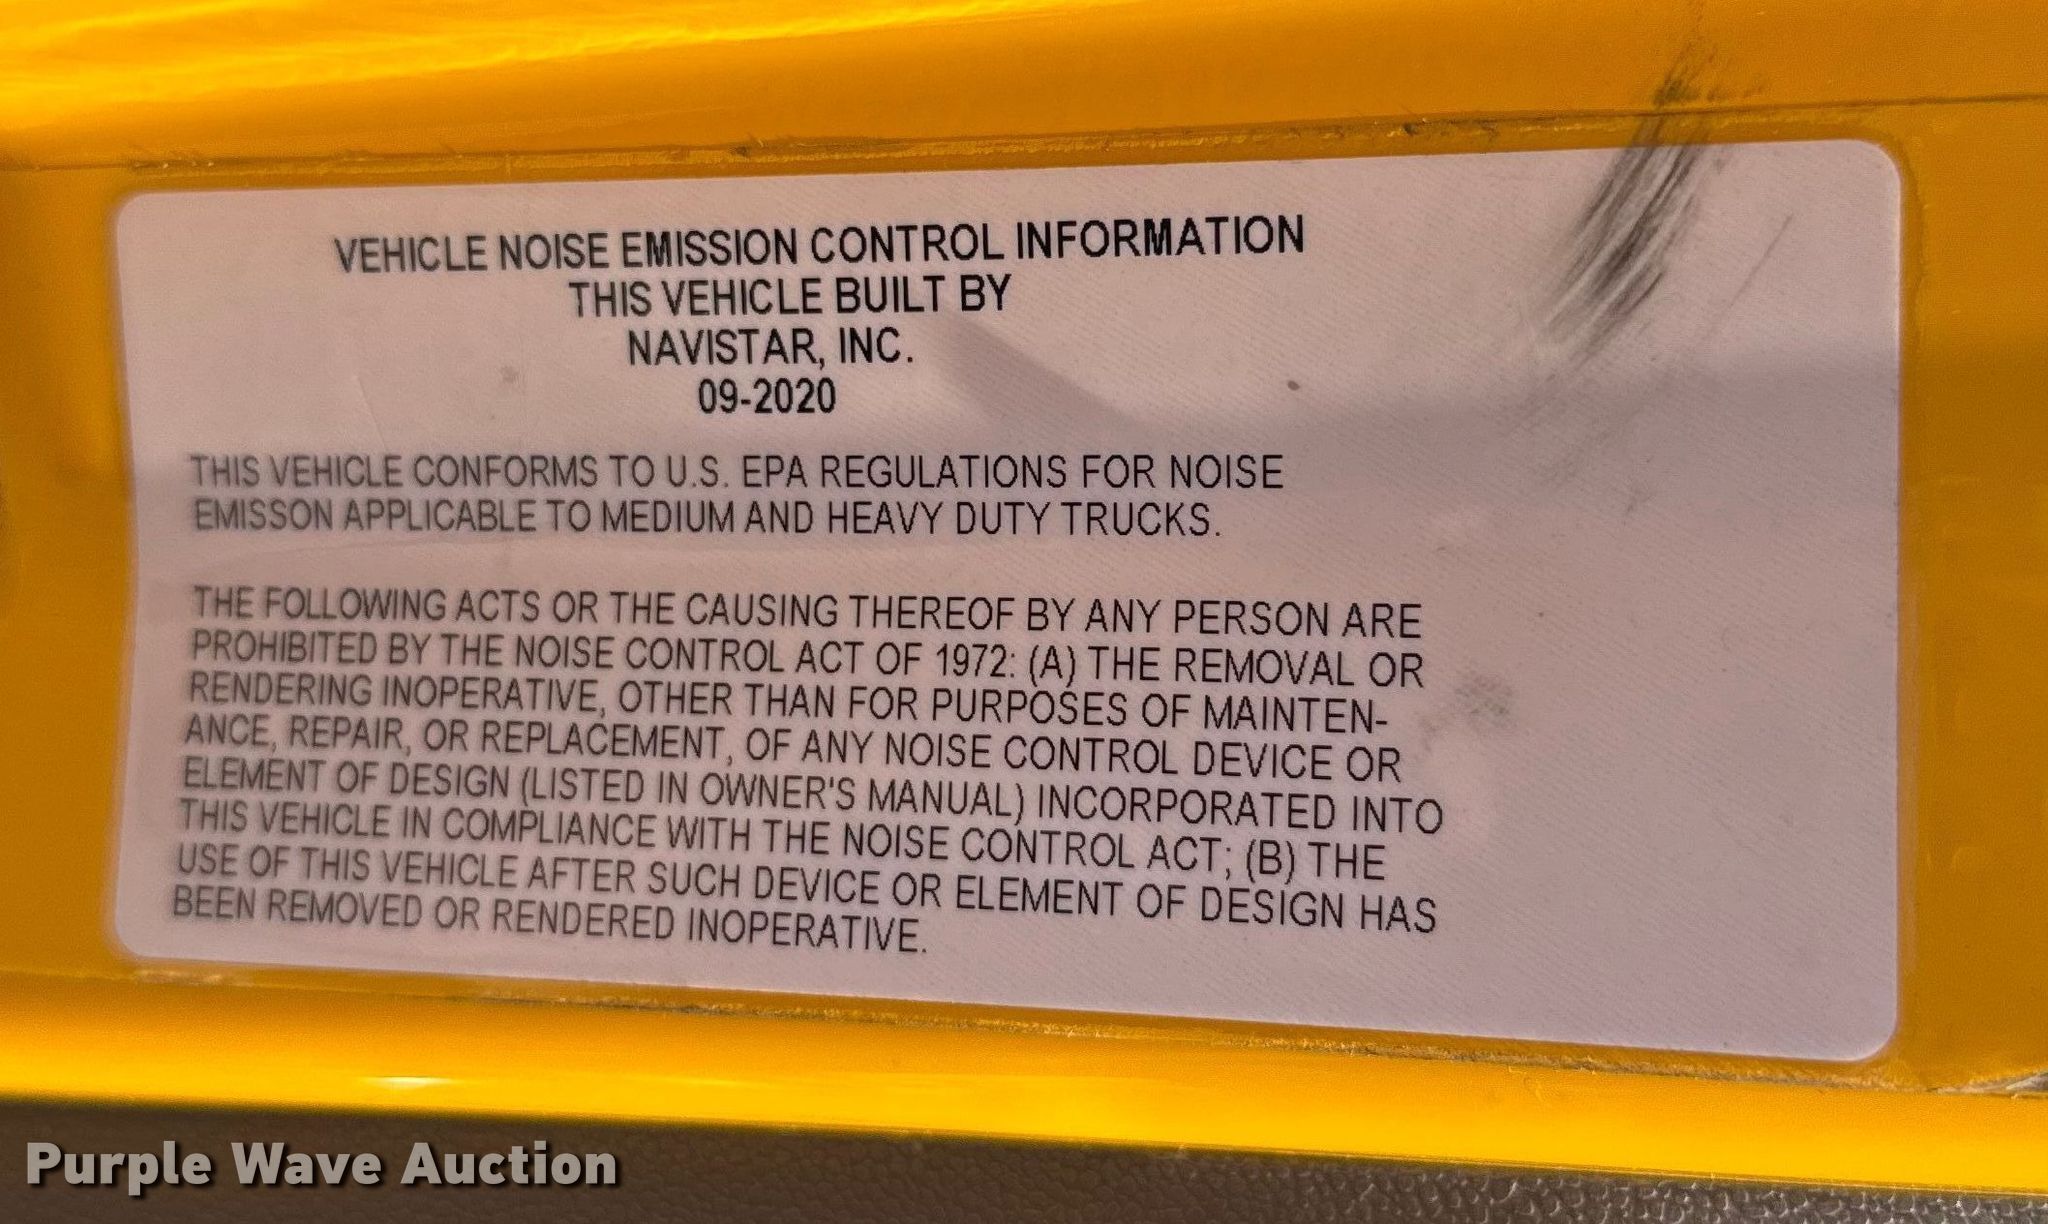 VEHICLE NOISE EMISSION CONTROL INFORMATION
THIS VEHICLE BUILT BY
NAVISTAR, INC.
09-2020
THIS VEHICLE CONFORMS TO U.S. EPA REGULATIONS FOR NOISE
EMISSON APPLICABLE TO MEDIUM AND HEAVY DUTY TRUCKS.
THE FOLLOWING ACTS OR THE CAUSING THEREOF BY ANY PERSON ARE
PROHIBITED BY THE NOISE CONTROL ACT OF 1972: (A) THE REMOVAL OR
RENDERING INOPERATIVE, OTHER THAN FOR PURPOSES OF MAINTEN-
ANCE, REPAIR, OR REPLACEMENT, OF ANY NOISE CONTROL DEVICE OR
ELEMENT OF DESIGN (LISTED IN OWNER'S MANUAL) INCORPORATED INTO
THIS VEHICLE IN COMPLIANCE WITH THE NOISE CONTROL ACT; (B) THE
USE OF THIS VEHICLE AFTER SUCH DEVICE OR ELEMENT OF DESIGN HAS
BEEN REMOVED OR RENDERED INOPERATIVE.
Purple Wave Auction